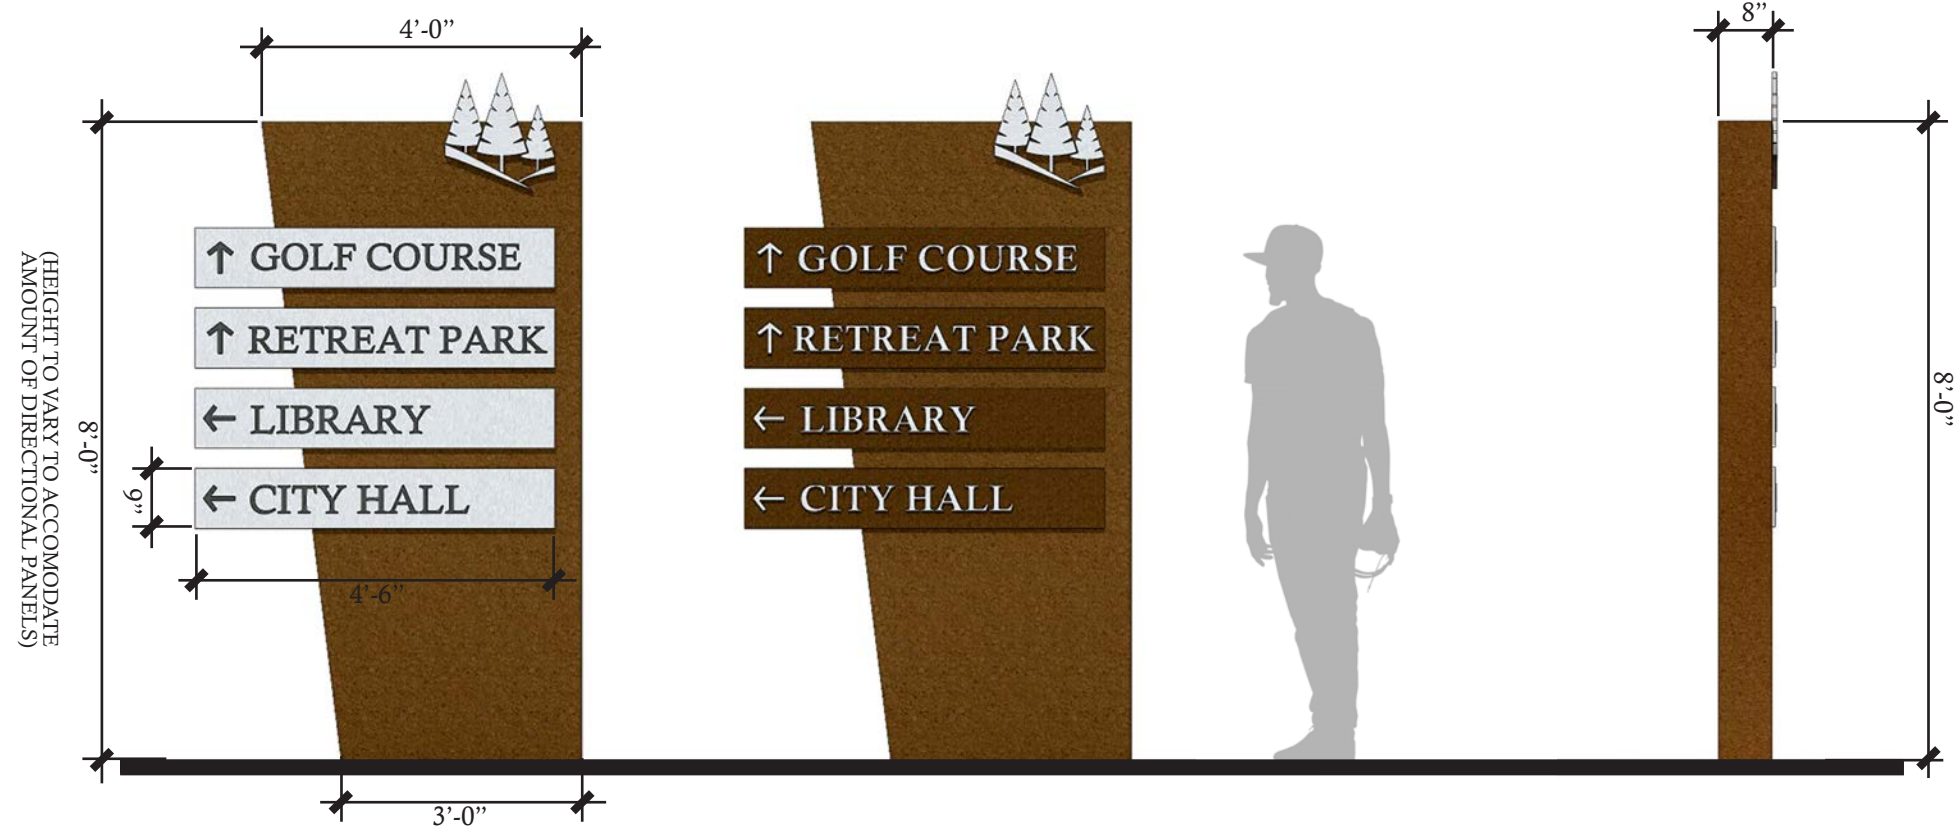 4’-0”
8”
↑ GOLF COURSE
↑ RETREAT PARK
← LIBRARY
← CITY HALL
↑ GOLF COURSE
↑ RETREAT PARK
← LIBRARY
← CITY HALL
(HEIGHT TO VARY TO ACCOMODATE
AMOUNT OF DIRECTIONAL PANELS)
8’-0”
9”
4’-6”
3’-0”
8’-0”